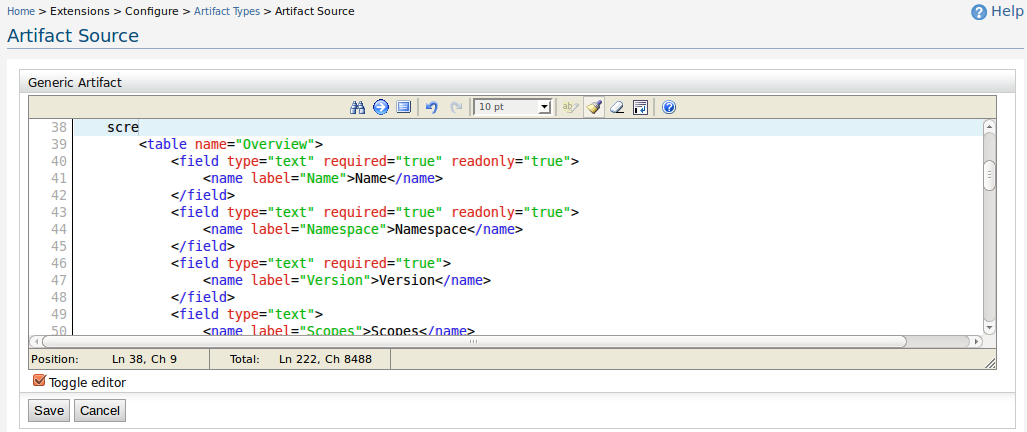 Home > Extensions > Configure > Artifact Types > Artifact Source
? Help
Artifact Source
Generic Artifact
10 pt
38 scre
39 <table name="Overview">
40 <field type="text" required="true" readonly="true">
41 <name label="Name">Name</name>
42 </field>
43 <field type="text" required="true" readonly="true">
44 <name label="Namespace">Namespace</name>
45 </field>
46 <field type="text" required="true">
47 <name label="Version">Version</name>
48 </field>
49 <field type="text">
50 <name label="Scopes">Scopes</name>
Position: Ln 38, Ch 9 Total: Ln 222, Ch 8488
Toggle editor
Save Cancel